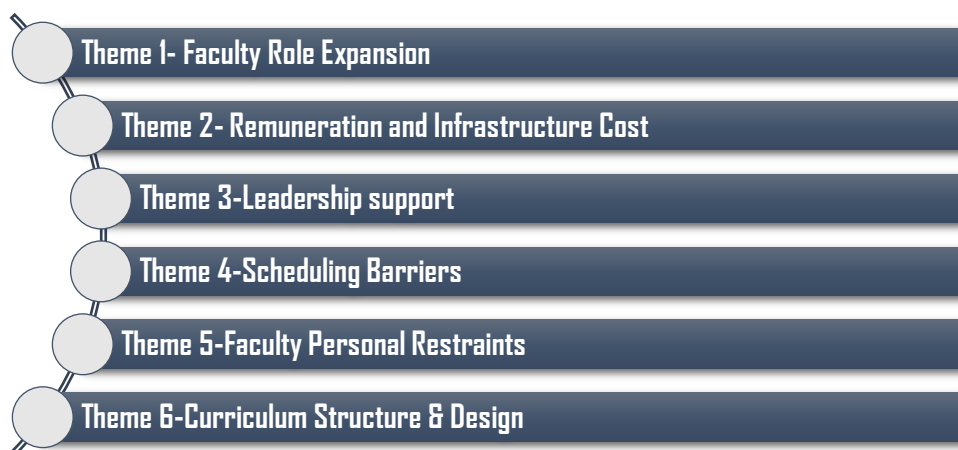 Theme 1- Faculty Role Expansion
Theme 2- Remuneration and Infrastructure Cost
Theme 3-Leadership support
Theme 4-Scheduling Barriers
Theme 5-Faculty Personal Restraints
Theme 6-Curriculum Structure & Design